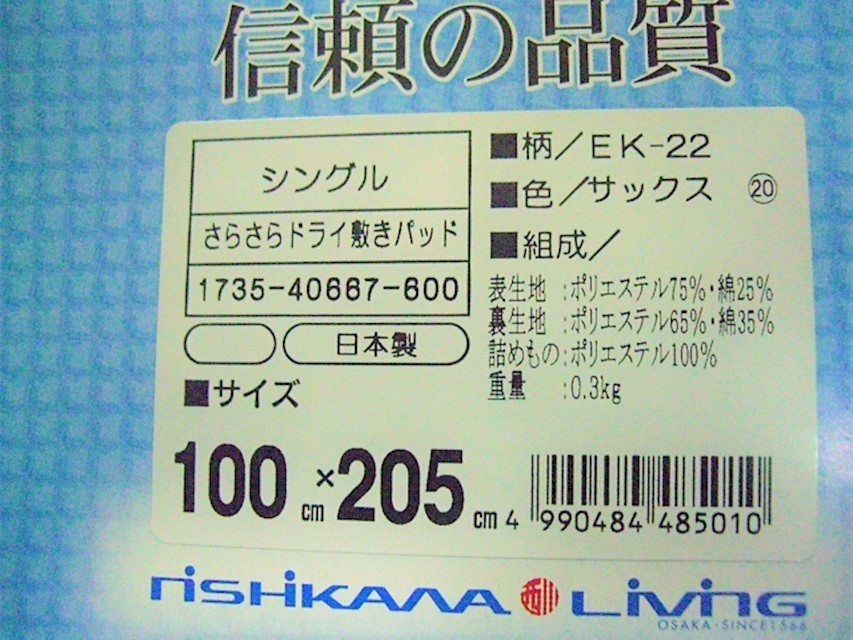 信頼の品質
シングル
さらさらドライ敷きパッド
1735-40667-600
日本製
■サイズ
100cm×205cm
■柄／EK-22
■色／サックス ⑳
■組成／
表生地 :ポリエステル75%・綿25%
裏生地 :ポリエステル65%・綿35%
詰めもの:ポリエステル100%
重量 :0.3kg
4 990484 485010
nishikawa Living
OSAKA・SINCE1566